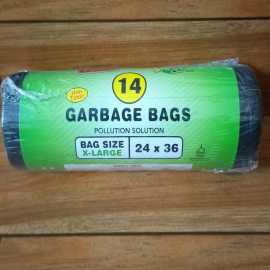 14
GARBAGE BAGS
POLLUTION SOLUTION
BAG SIZE
X-LARGE
24 x 36